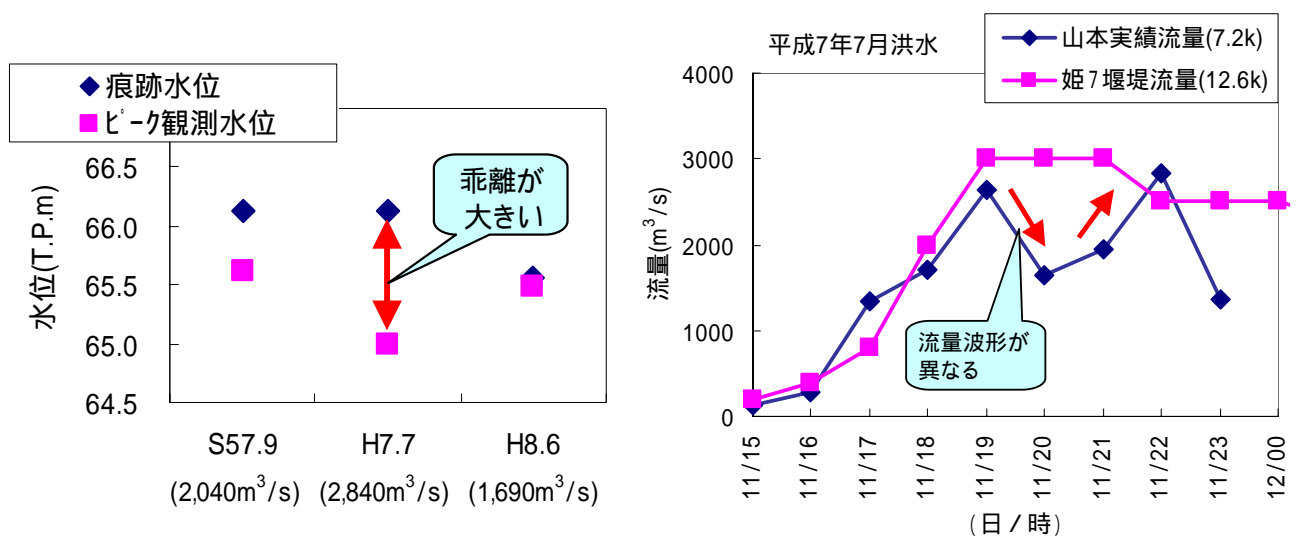 痕跡水位
ピーク観測水位
66.5
66.0
65.5
65.0
64.5
水位(T.P.m)
乖離が
大きい
S57.9
H7.7
H8.6
(2,040m³/s)
(2,840m³/s)
(1,690m³/s)
平成7年7月洪水
山本実績流量(7.2k)
姫7堰堤流量(12.6k)
4000
3000
2000
1000
0
流量(m³/s)
流量波形が
異なる
11/15
11/16
11/17
11/18
11/19
11/20
11/21
11/22
11/23
12/00
(日/時)